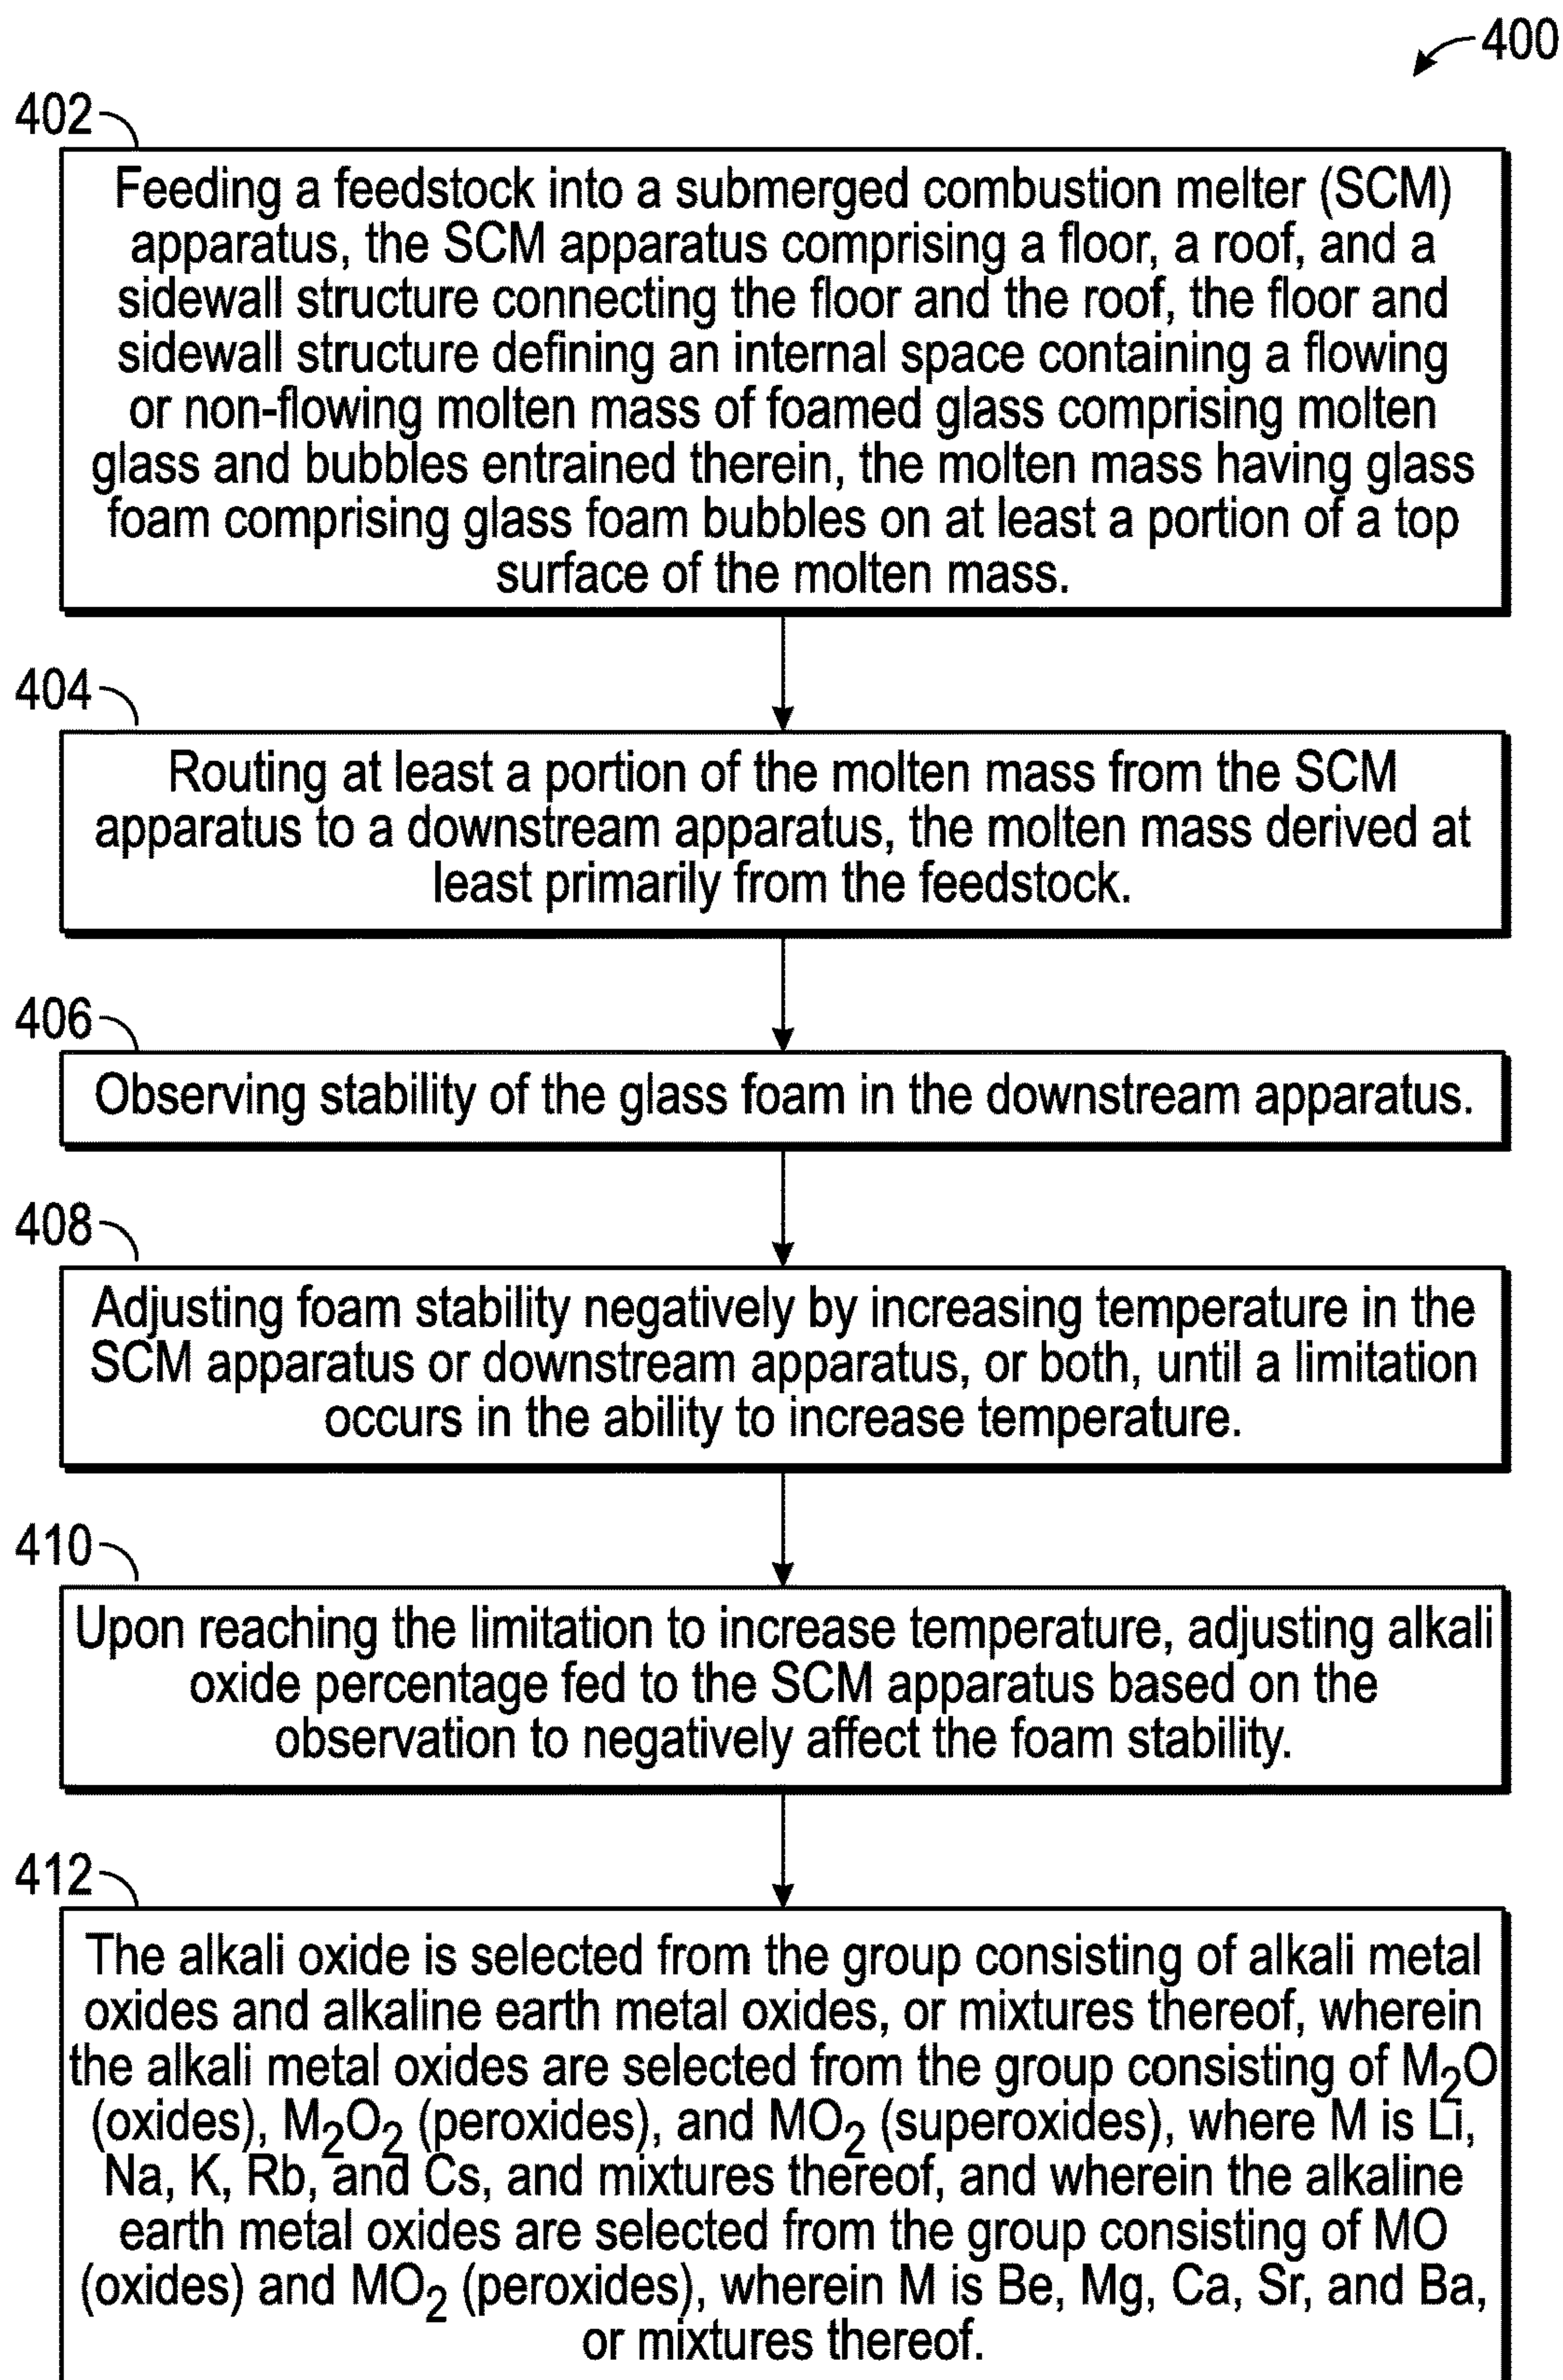 400
402
Feeding a feedstock into a submerged combustion melter (SCM)
apparatus, the SCM apparatus comprising a floor, a roof, and a
sidewall structure connecting the floor and the roof, the floor and
sidewall structure defining an internal space containing a flowing
or non-flowing molten mass of foamed glass comprising molten
glass and bubbles entrained therein, the molten mass having glass
foam comprising glass foam bubbles on at least a portion of a top
surface of the molten mass.
404
Routing at least a portion of the molten mass from the SCM
apparatus to a downstream apparatus, the molten mass derived at
least primarily from the feedstock.
406
Observing stability of the glass foam in the downstream apparatus.
408
Adjusting foam stability negatively by increasing temperature in the
SCM apparatus or downstream apparatus, or both, until a limitation
occurs in the ability to increase temperature.
410
Upon reaching the limitation to increase temperature, adjusting alkali
oxide percentage fed to the SCM apparatus based on the
observation to negatively affect the foam stability.
412
The alkali oxide is selected from the group consisting of alkali metal
oxides and alkaline earth metal oxides, or mixtures thereof, wherein
the alkali metal oxides are selected from the group consisting of M₂O
(oxides), M₂O₂ (peroxides), and MO₂ (superoxides), where M is Li,
Na, K, Rb, and Cs, and mixtures thereof, and wherein the alkaline
earth metal oxides are selected from the group consisting of MO
(oxides) and MO₂ (peroxides), wherein M is Be, Mg, Ca, Sr, and Ba,
or mixtures thereof.